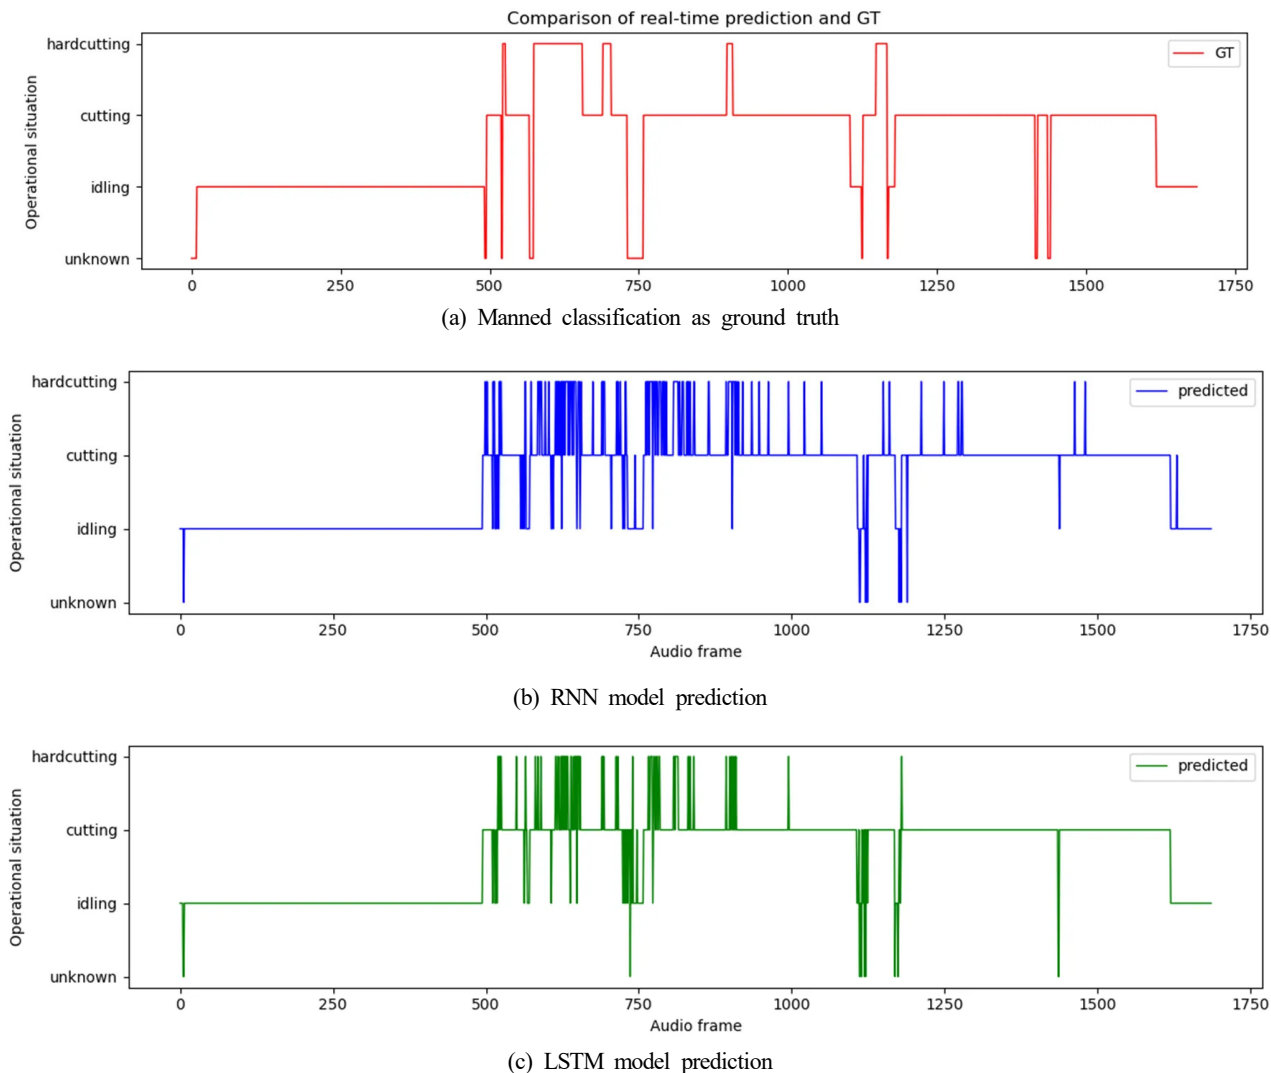 Comparison of real-time prediction and GT
hardcutting
cutting
idling
unknown
Operational situation
GT
0 250 500 750 1000 1250 1500 1750
(a) Manned classification as ground truth
hardcutting
cutting
idling
unknown
Operational situation
predicted
0 250 500 750 1000 1250 1500 1750
Audio frame
(b) RNN model prediction
hardcutting
cutting
idling
unknown
Operational situation
predicted
0 250 500 750 1000 1250 1500 1750
Audio frame
(c) LSTM model prediction